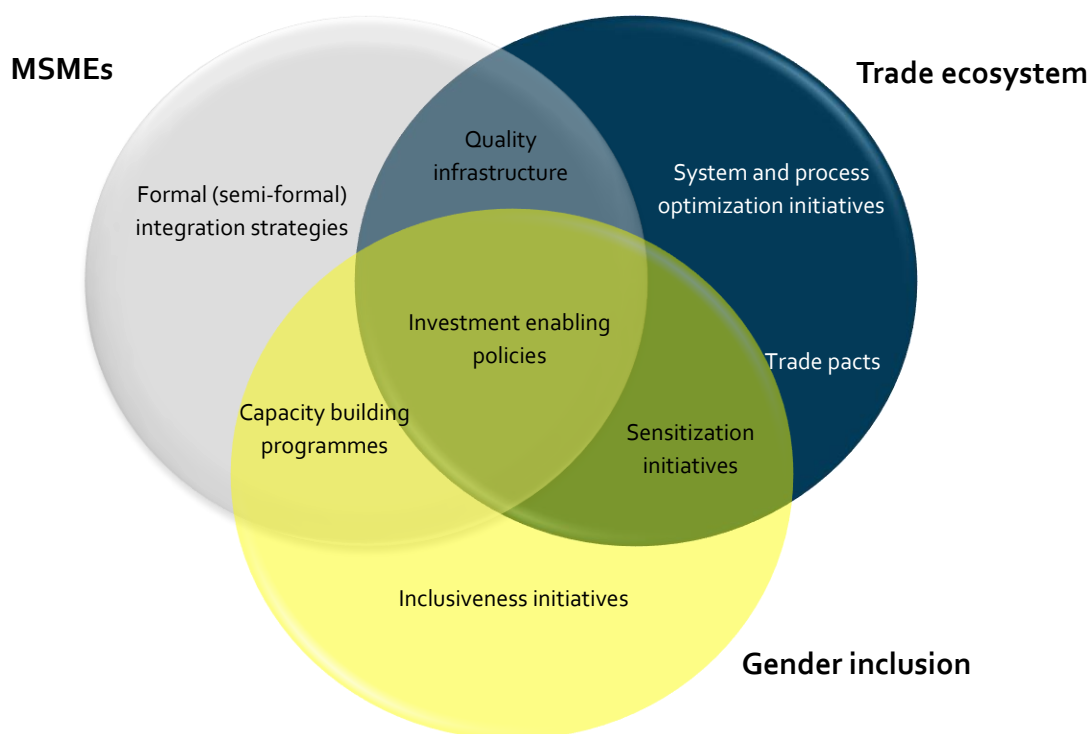 MSMEs
Trade ecosystem
Quality
infrastructure
System and process
optimization initiatives
Formal (semi-formal)
integration strategies
Investment enabling
policies
Trade pacts
Capacity building
programmes
Sensitization
initiatives
Inclusiveness initiatives
Gender inclusion